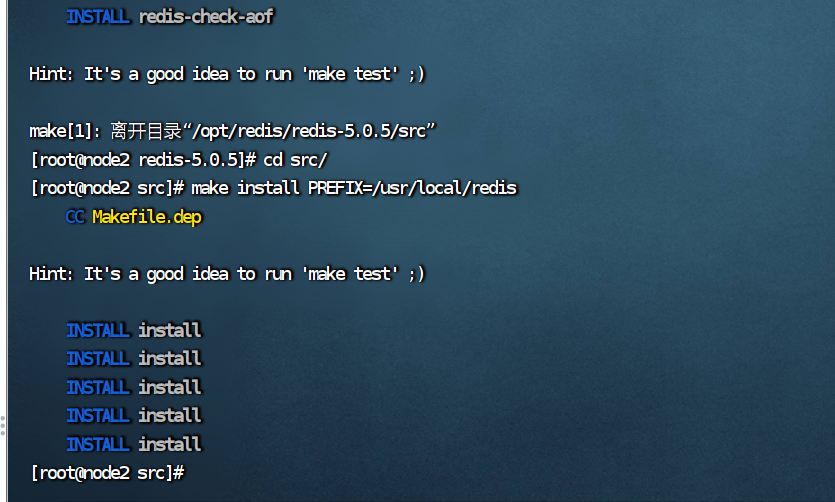 INSTALL redis-check-aof
Hint: It's a good idea to run 'make test' ;)
make[1]: 离开目录“/opt/redis/redis-5.0.5/src”
[root@node2 redis-5.0.5]# cd src/
[root@node2 src]# make install PREFIX=/usr/local/redis
CC Makefile.dep
Hint: It's a good idea to run 'make test' ;)
INSTALL install
INSTALL install
INSTALL install
INSTALL install
INSTALL install
[root@node2 src]#